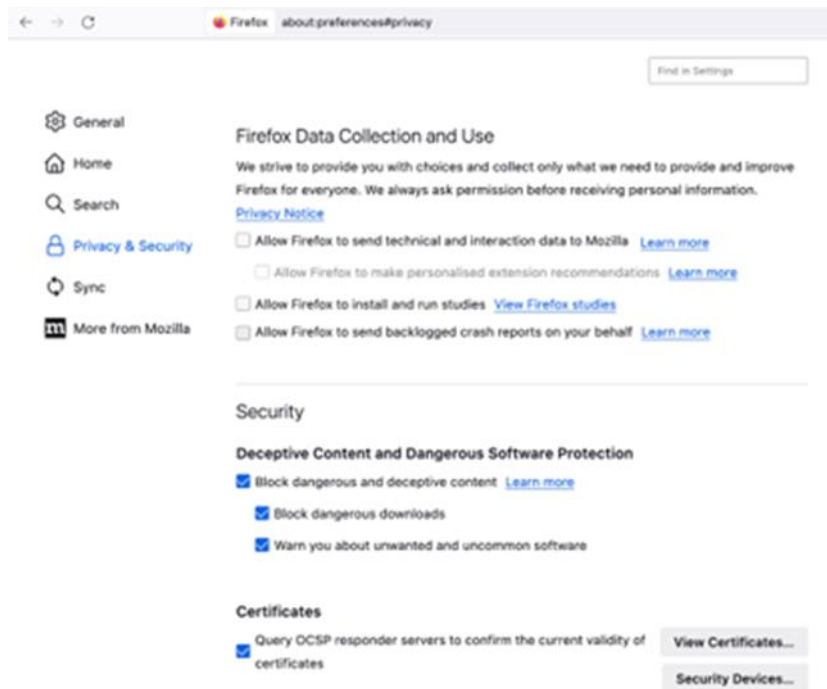 Firefox about:preferences#privacy
Find in Settings
General
Home
Search
Privacy & Security
Sync
More from Mozilla
Firefox Data Collection and Use
We strive to provide you with choices and collect only what we need to provide and improve
Firefox for everyone. We always ask permission before receiving personal information.
Privacy Notice
Allow Firefox to send technical and interaction data to Mozilla Learn more
Allow Firefox to make personalised extension recommendations Learn more
Allow Firefox to install and run studies View Firefox studies
Allow Firefox to send backlogged crash reports on your behalf Learn more
Security
Deceptive Content and Dangerous Software Protection
Block dangerous and deceptive content Learn more
Block dangerous downloads
Warn you about unwanted and uncommon software
Certificates
Query OCSP responder servers to confirm the current validity of
certificates
View Certificates...
Security Devices...